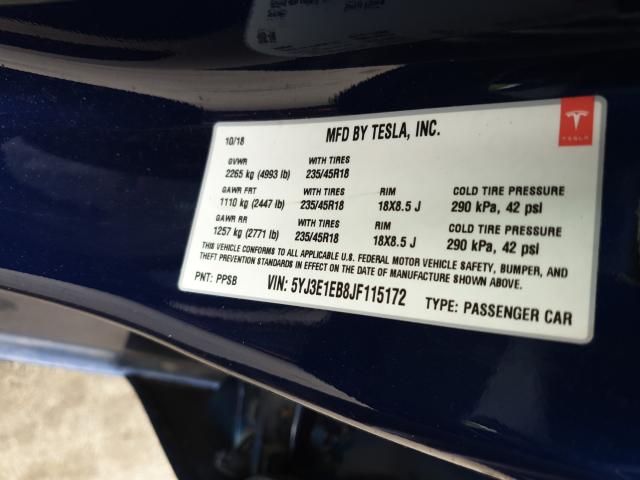 MFD BY TESLA, INC.
TESLA
10/18
GVWR WITH TIRES
2265 kg (4993 lb) 235/45R18
GAWR FRT WITH TIRES RIM COLD TIRE PRESSURE
1110 kg (2447 lb) 235/45R18 18X8.5 J 290 kPa, 42 psi
GAWR RR WITH TIRES RIM COLD TIRE PRESSURE
1257 kg (2771 lb) 235/45R18 18X8.5 J 290 kPa, 42 psi
THIS VEHICLE CONFORMS TO ALL APPLICABLE U.S. FEDERAL MOTOR VEHICLE SAFETY, BUMPER, AND
THEFT PREVENTION STANDARDS IN EFFECT ON THE DATE OF MANUFACTURE SHOWN ABOVE.
PNT: PPSB VIN: 5YJ3E1EB8JF115172 TYPE: PASSENGER CAR